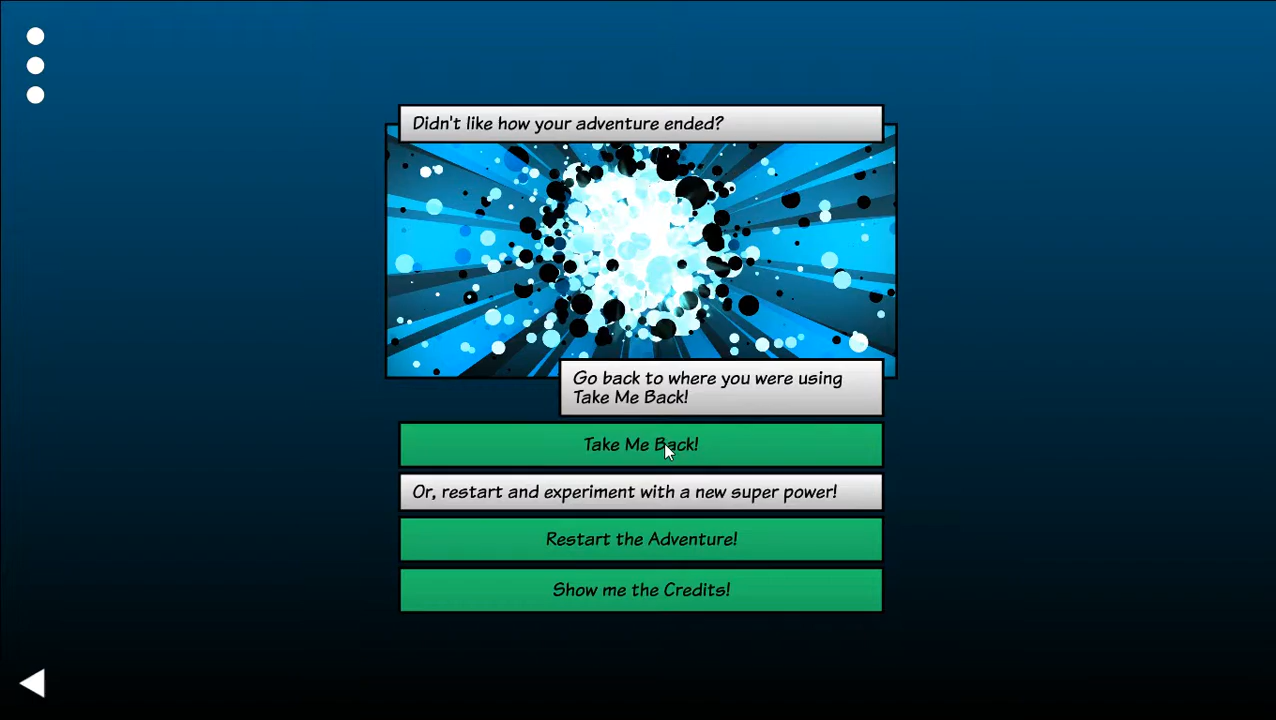 Didn't like how your adventure ended?
Go back to where you were using
Take Me Back!
Take Me Back!
Or, restart and experiment with a new super power!
Restart the Adventure!
Show me the Credits!